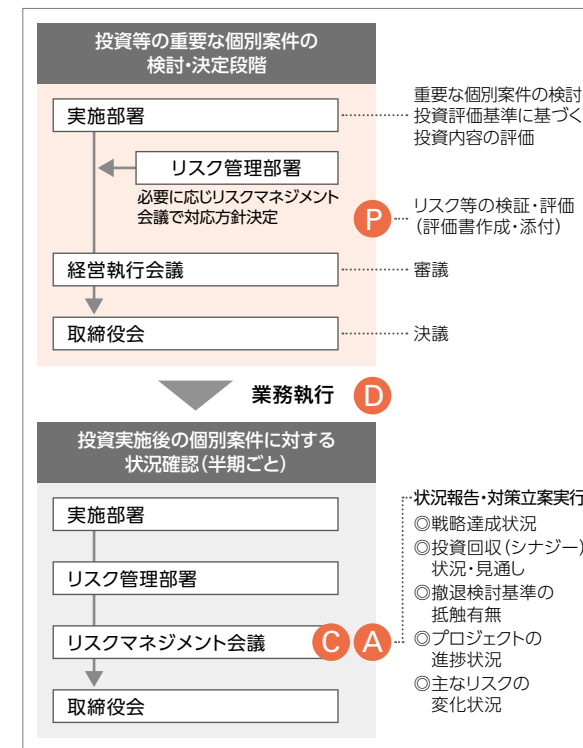 投資等の重要な個別案件の
検討・決定段階
実施部署
重要な個別案件の検討
投資評価基準に基づく
投資内容の評価
リスク管理部署
必要に応じリスクマネジメント
会議で対応方針決定
P
リスク等の検証・評価
(評価書作成・添付)
経営執行会議
審議
取締役会
決議
業務執行
D
投資実施後の個別案件に対する
状況確認(半期ごと)
実施部署
リスク管理部署
リスクマネジメント会議
C
A
取締役会
状況報告・対策立案実行
◎戦略達成状況
◎投資回収(シナジー)
状況・見通し
◎撤退検討基準の
抵触有無
◎プロジェクトの
進捗状況
◎主なリスクの
変化状況